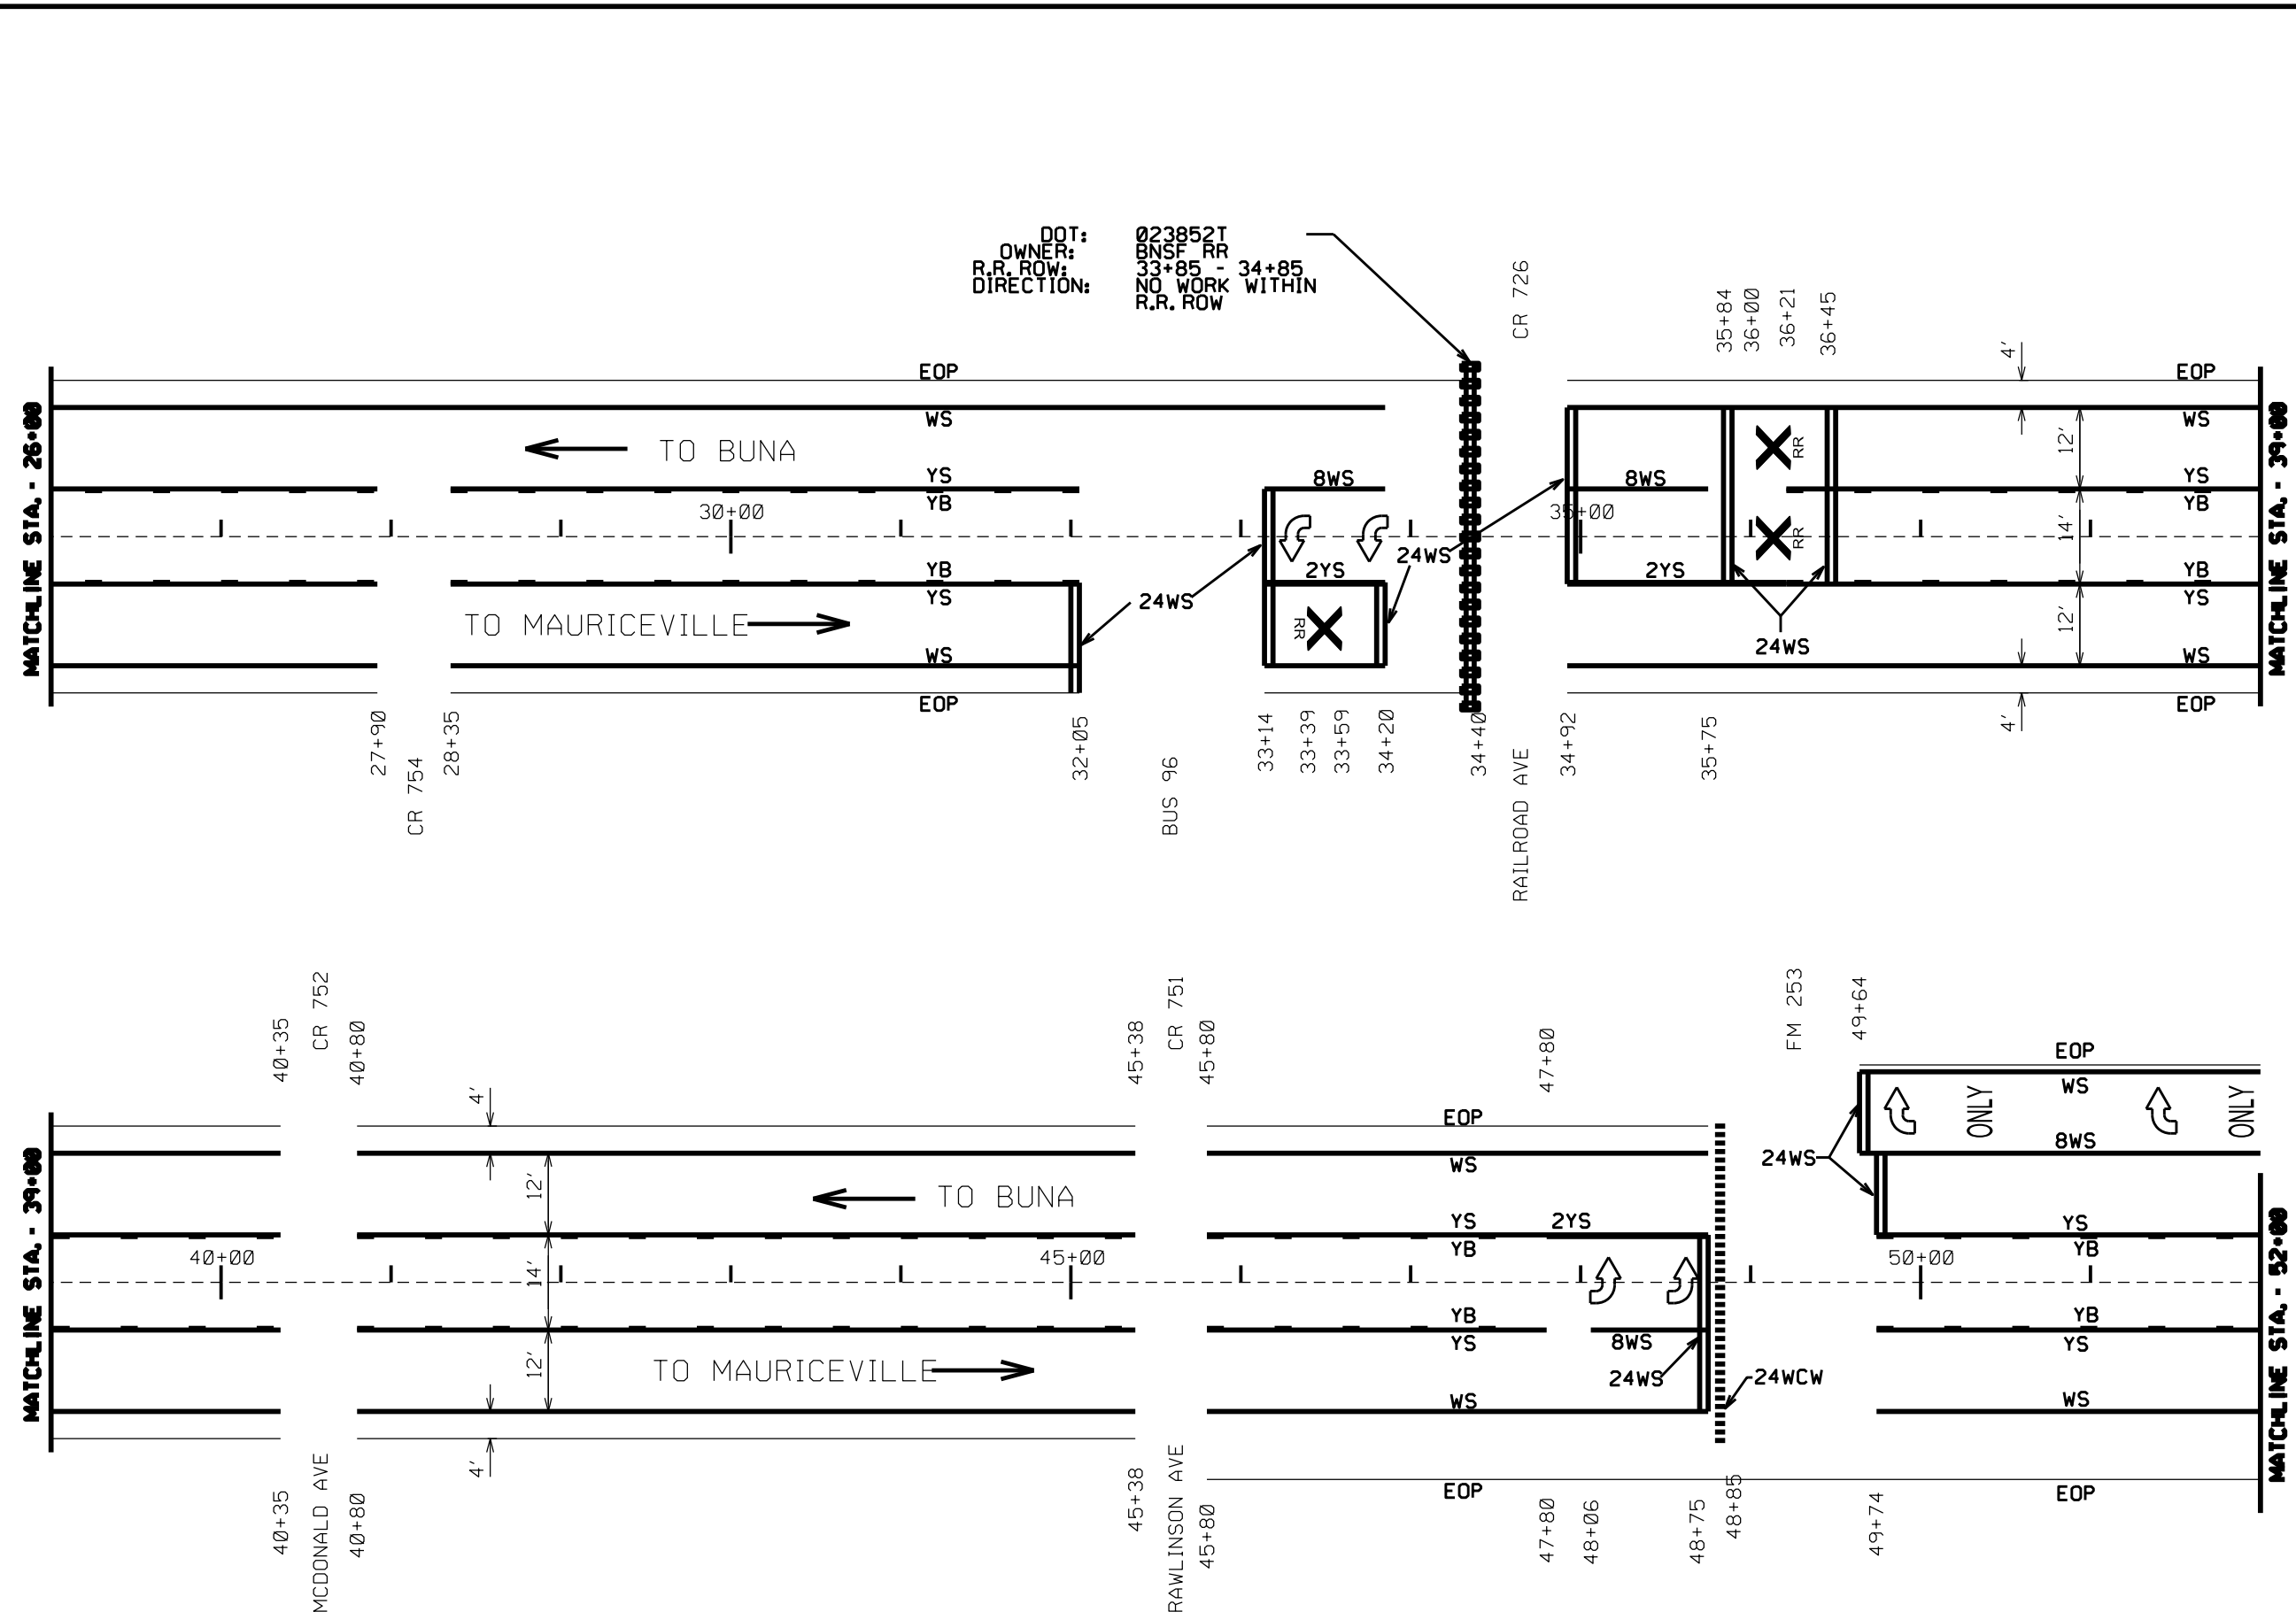 DOT: 023852T
OWNER: BNSF RR
R.R. ROW: 33+85 - 34+85
DIRECTION: NO WORK WITHIN
R.R. ROW
CR 726
35+84
36+00
36+21
36+45
4'
EOP
EOP
WS
WS
MATCHLINE STA. - 26+00
MATCHLINE STA. - 39+00
TO BUNA
RR
12'
YS
8WS
8WS
YS
YB
YB
30+00
35+00
RR
14'
24WS
YB
2YS
2YS
YB
YS
YS
24WS
TO MAURICEVILLE
RR
12'
24WS
WS
WS
EOP
EOP
4'
27+90
CR 754
28+35
32+05
BUS 96
33+14
33+39
33+59
34+20
34+40
RAILROAD AVE
34+92
35+75
40+35
CR 752
40+80
45+38
CR 751
45+80
47+80
FM 253
49+64
4'
EOP
EOP
WS
ONLY
ONLY
8WS
MATCHLINE STA. - 39+00
MATCHLINE STA. - 52+00
12'
WS
24WS
TO BUNA
YS
2YS
YS
YB
YB
40+00
45+00
50+00
14'
YB
YB
YS
8WS
YS
12'
TO MAURICEVILLE
24WS
24WCW
WS
WS
4'
EOP
EOP
40+35
MCDONALD AVE
40+80
45+38
RAWLINSON AVE
45+80
47+80
48+06
48+75
48+85
49+74